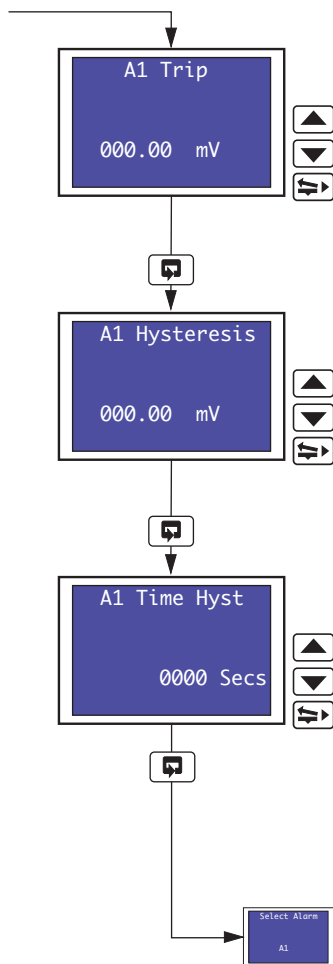 A1 Trip
000.00 mV
A1 Hysteresis
000.00 mV
A1 Time Hyst
0000 Secs
Select Alarm
A1